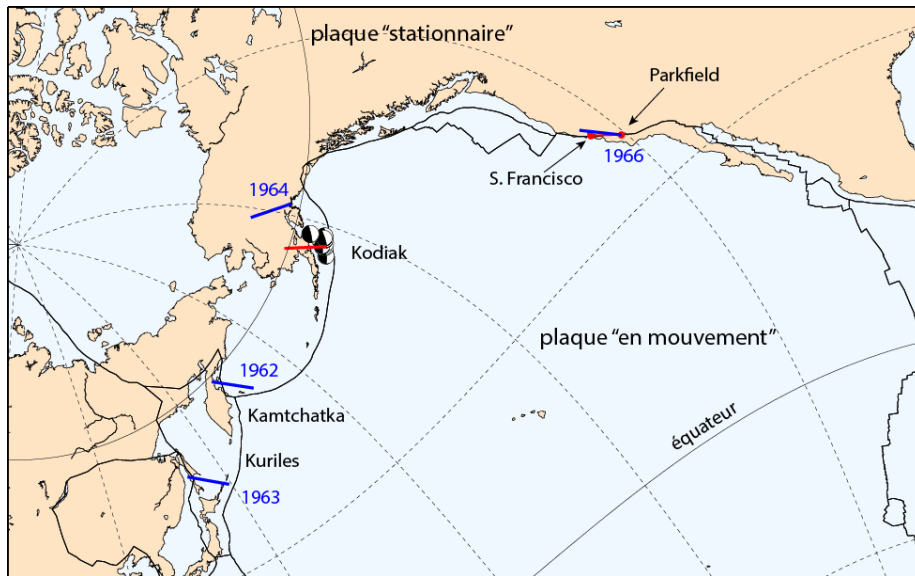 plaque "stationnaire"
Parkfield
1966
S. Francisco
1964
Kodiak
plaque "en mouvement"
1962
Kamtchatka
équateur
Kuriles
1963